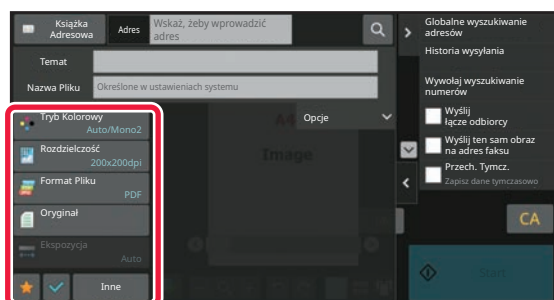 Książka
Adresowa
Adres
Wskaż, żeby wprowadzić
adres
Temat
Nazwa Pliku
Określone w ustawieniach systemu
Tryb Kolorowy
Auto/Mono2
Rozdzielczość
200x200dpi
Format Pliku
PDF
Oryginał
Ekspozycja
Auto
Inne
A4
Image
Opcje
Globalne wyszukiwanie
adresów
Historia wysyłania
Wywołaj wyszukiwanie
numerów
Wyślij
łącze odbiorcy
Wyślij ten sam obraz
na adres faksu
Przech. Tymcz.
Zapisz dane tymczasowo
CA
Start